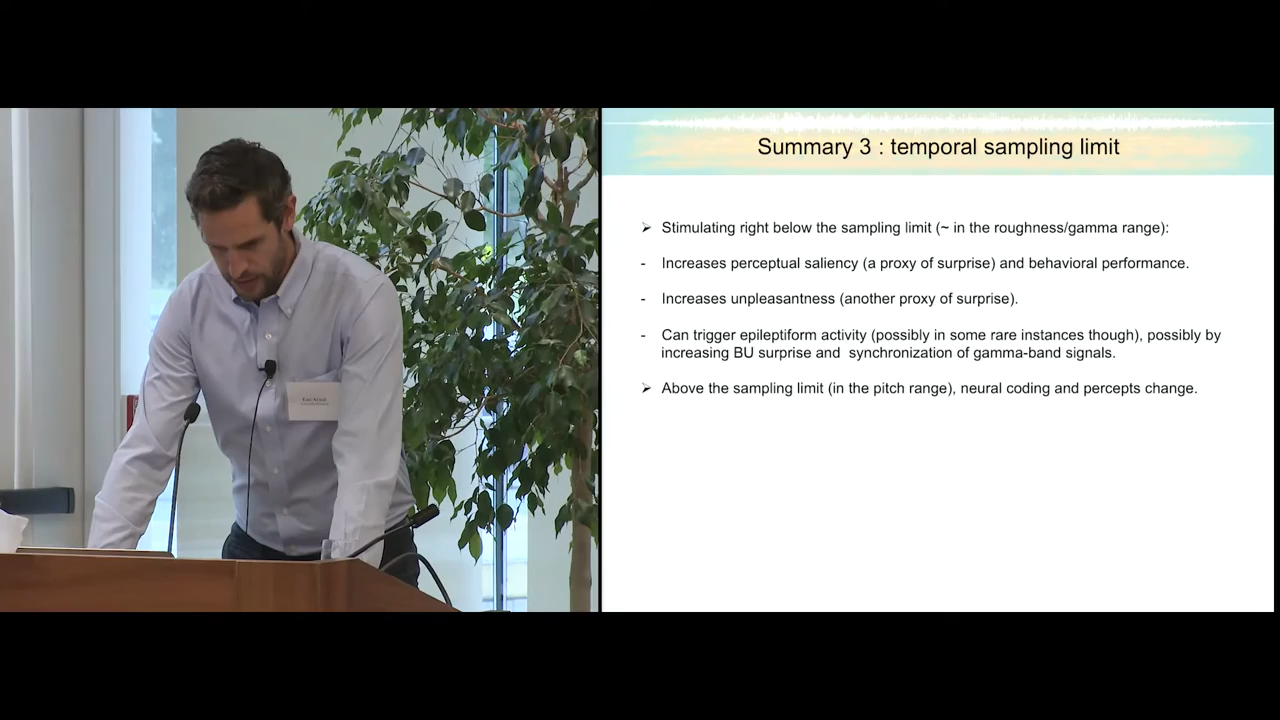 Summary 3 : temporal sampling limit
➢ Stimulating right below the sampling limit (~ in the roughness/gamma range):
- Increases perceptual saliency (a proxy of surprise) and behavioral performance.
- Increases unpleasantness (another proxy of surprise).
- Can trigger epileptiform activity (possibly in some rare instances though), possibly by
increasing BU surprise and  synchronization of gamma-band signals.
➢ Above the sampling limit (in the pitch range), neural coding and percepts change.